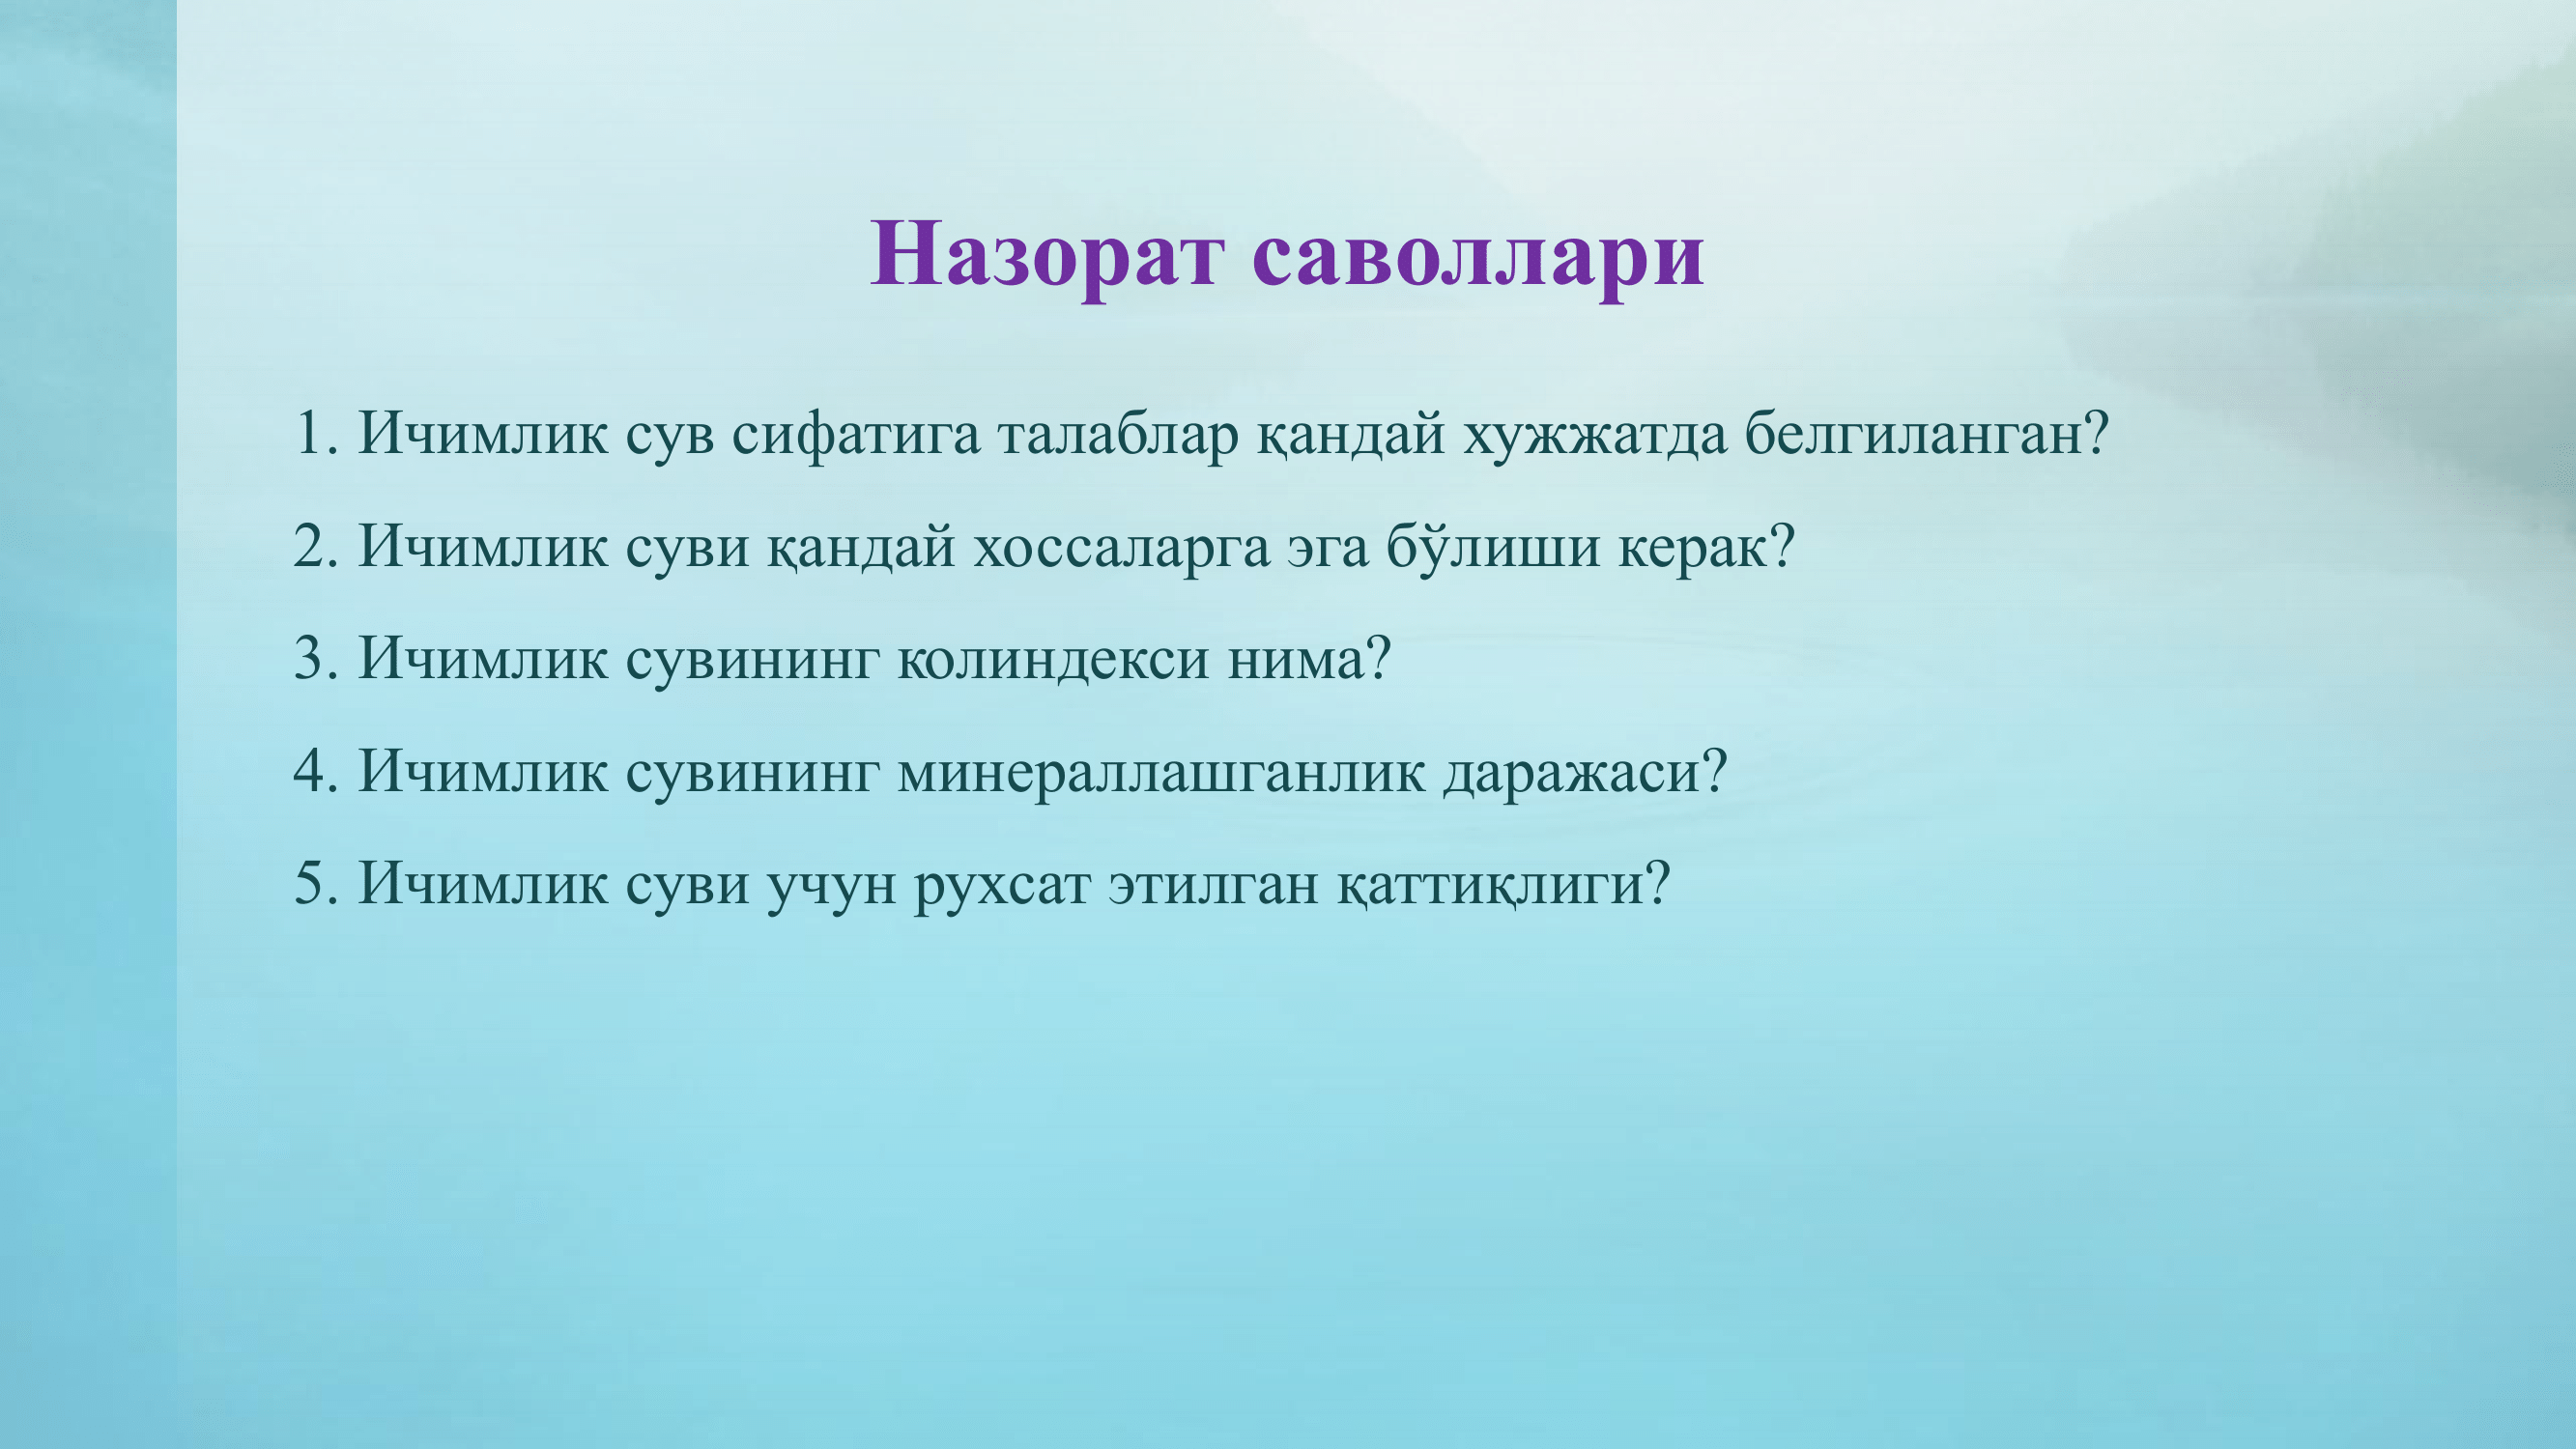 Назорат саволлари
1. Ичимлик сув сифатига талаблар қандай хужжатда белгиланган?
2. Ичимлик суви қандай хоссаларга эга бўлиши керак?
3. Ичимлик сувининг колиндекси нима?
4. Ичимлик сувининг минераллашганлик даражаси?
5. Ичимлик суви учун рухсат этилган қаттиқлиги?